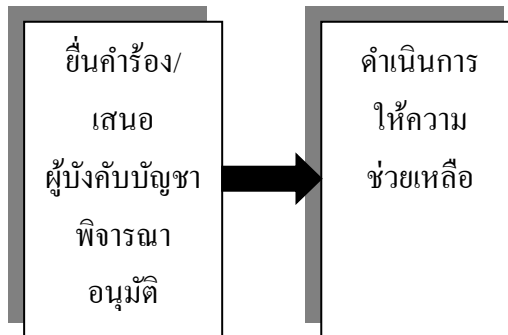 ยื่นคำร้อง/
เสนอ
ผู้บังคับบัญชา
พิจารณา
อนุมัติ
ดำเนินการ
ให้ความ
ช่วยเหลือ